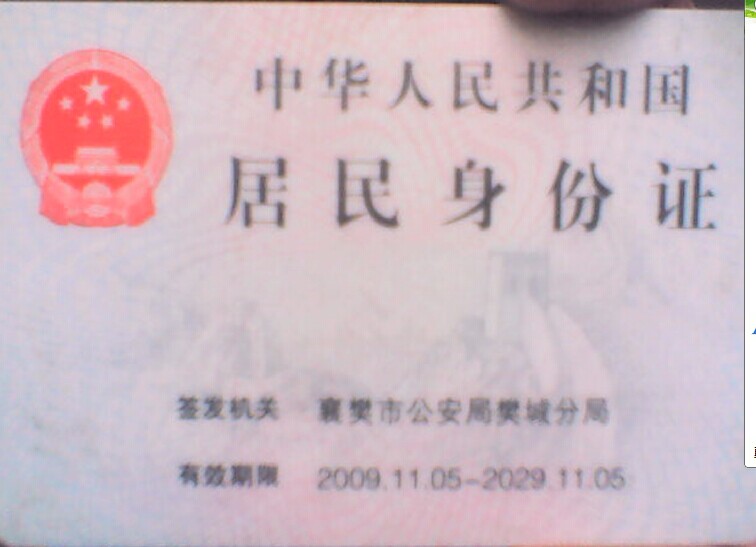 中华人民共和国
居民身份证
签发机关 襄樊市公安局樊城分局
有效期限 2009.11.05-2029.11.05